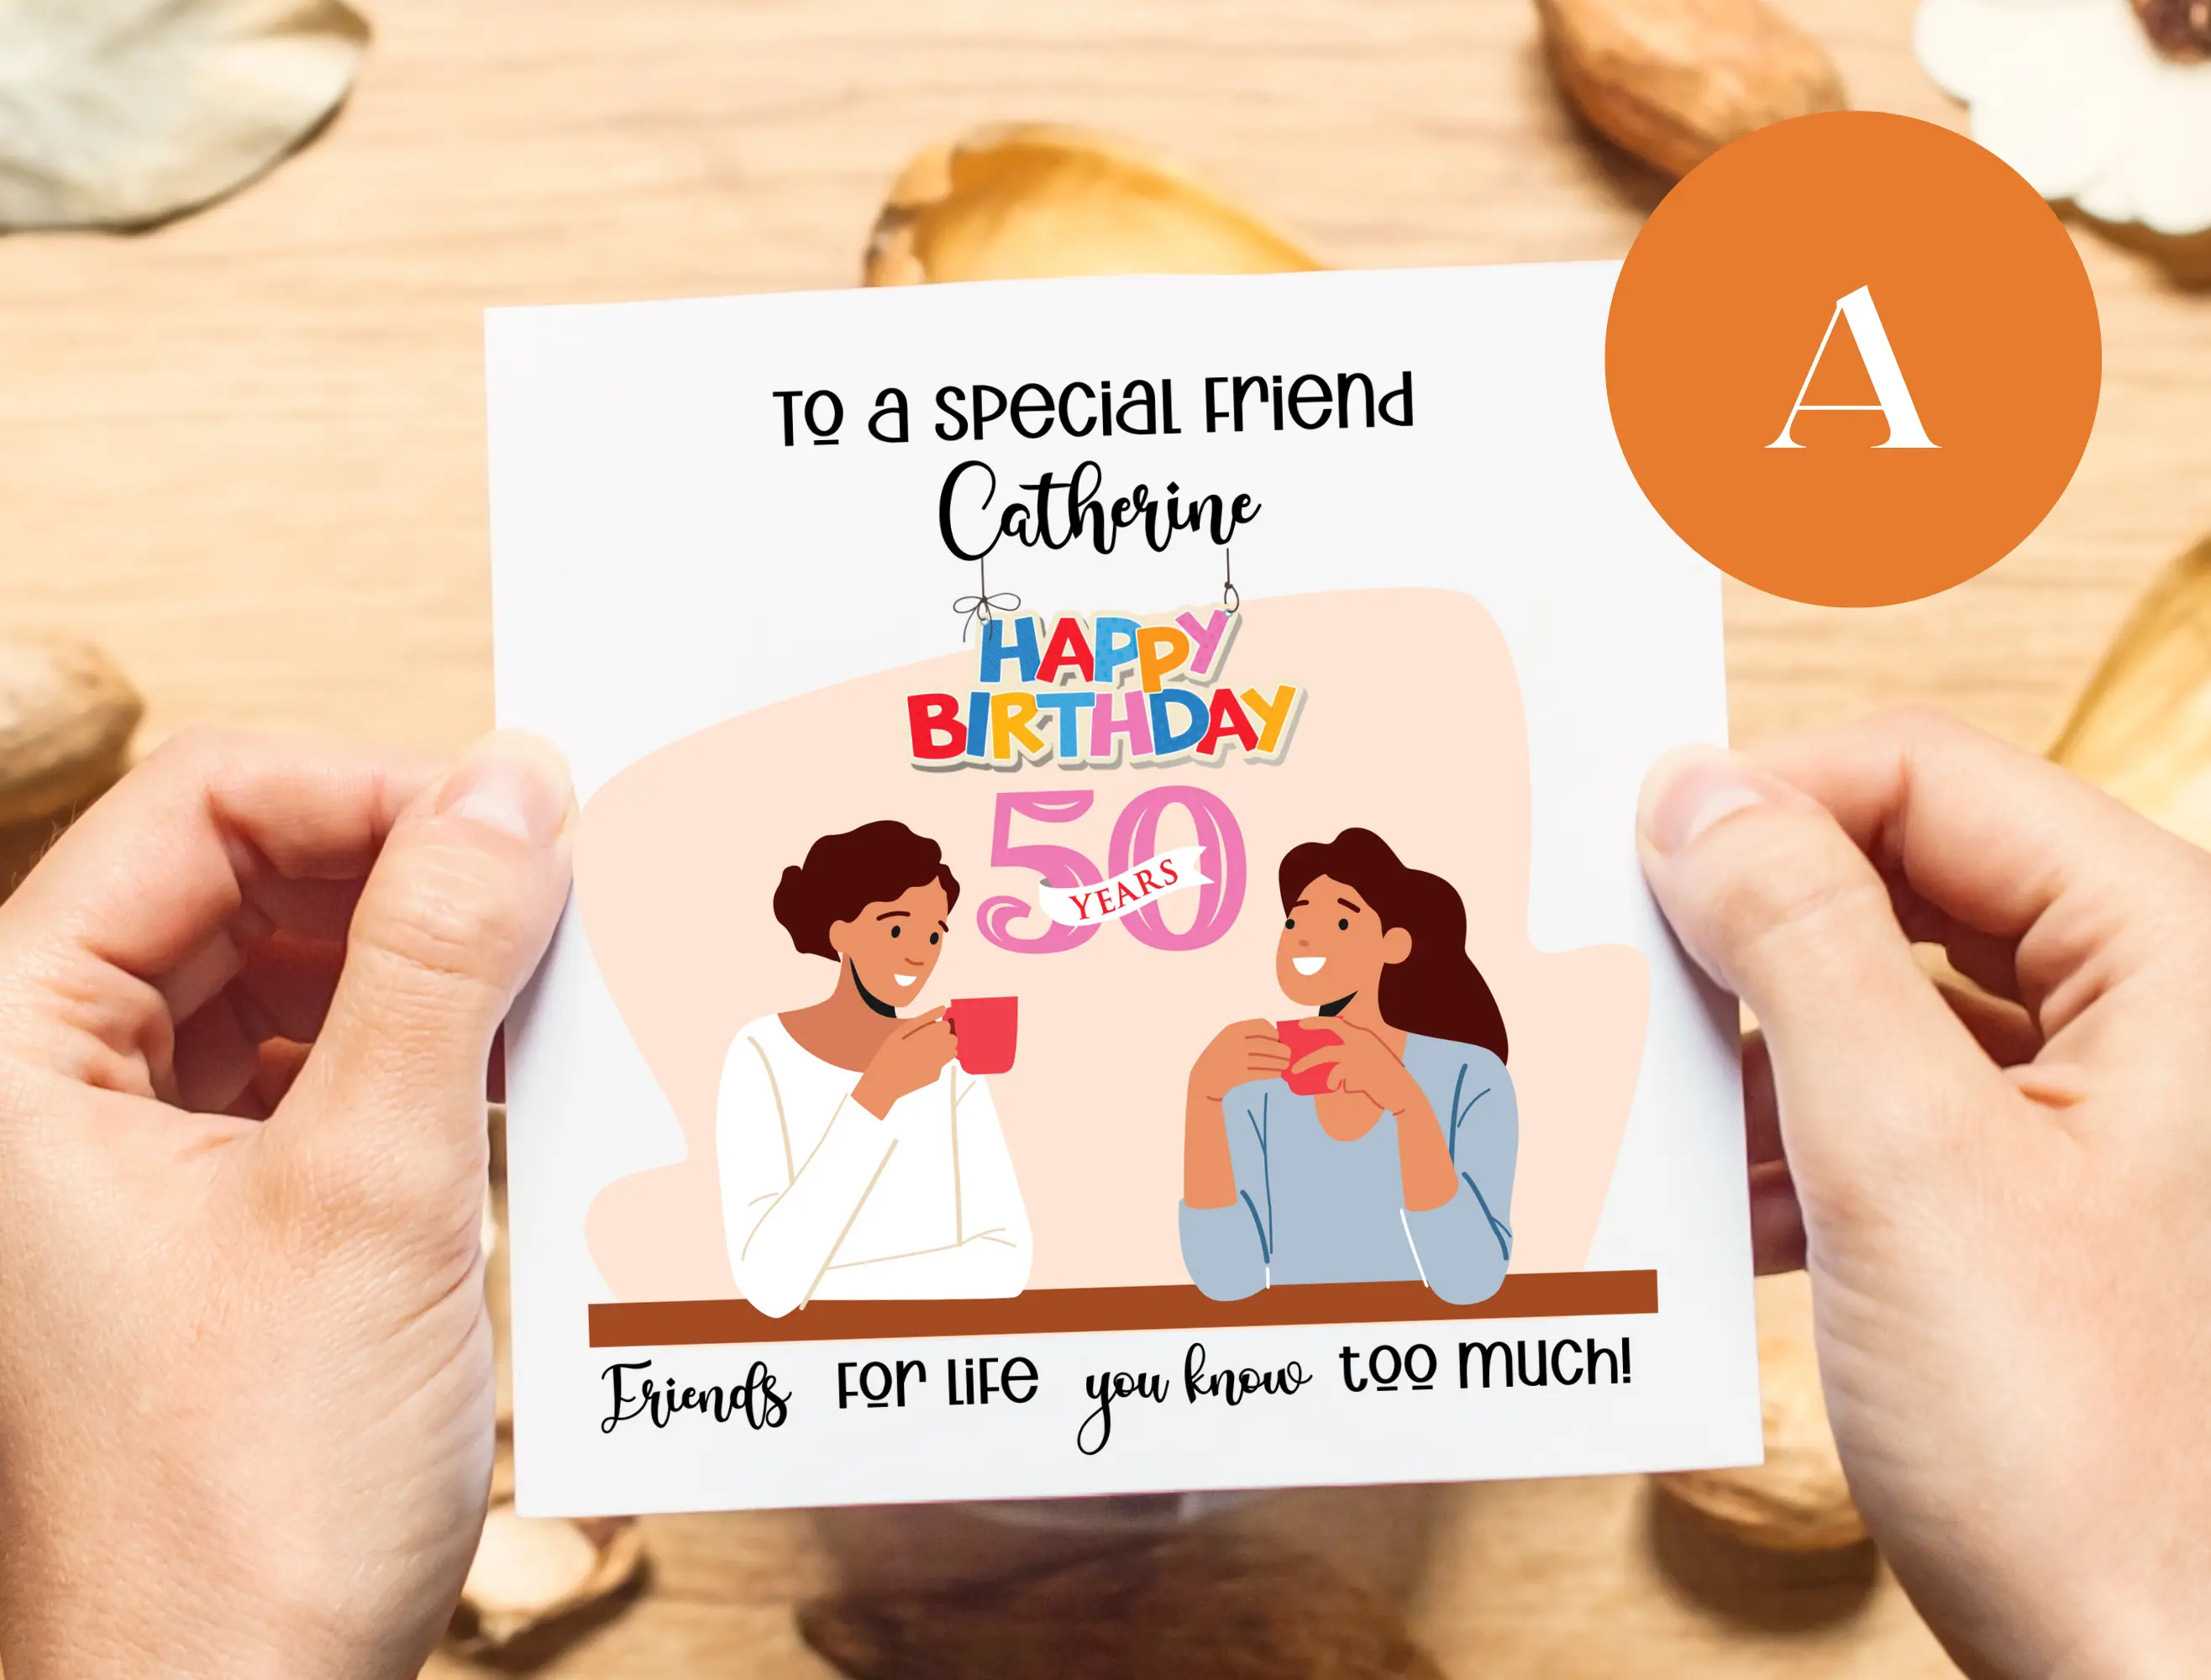 A
To a special friend
Catherine
HAPPY
BIRTHDAY
50
YEARS
Friends for life you know too much!